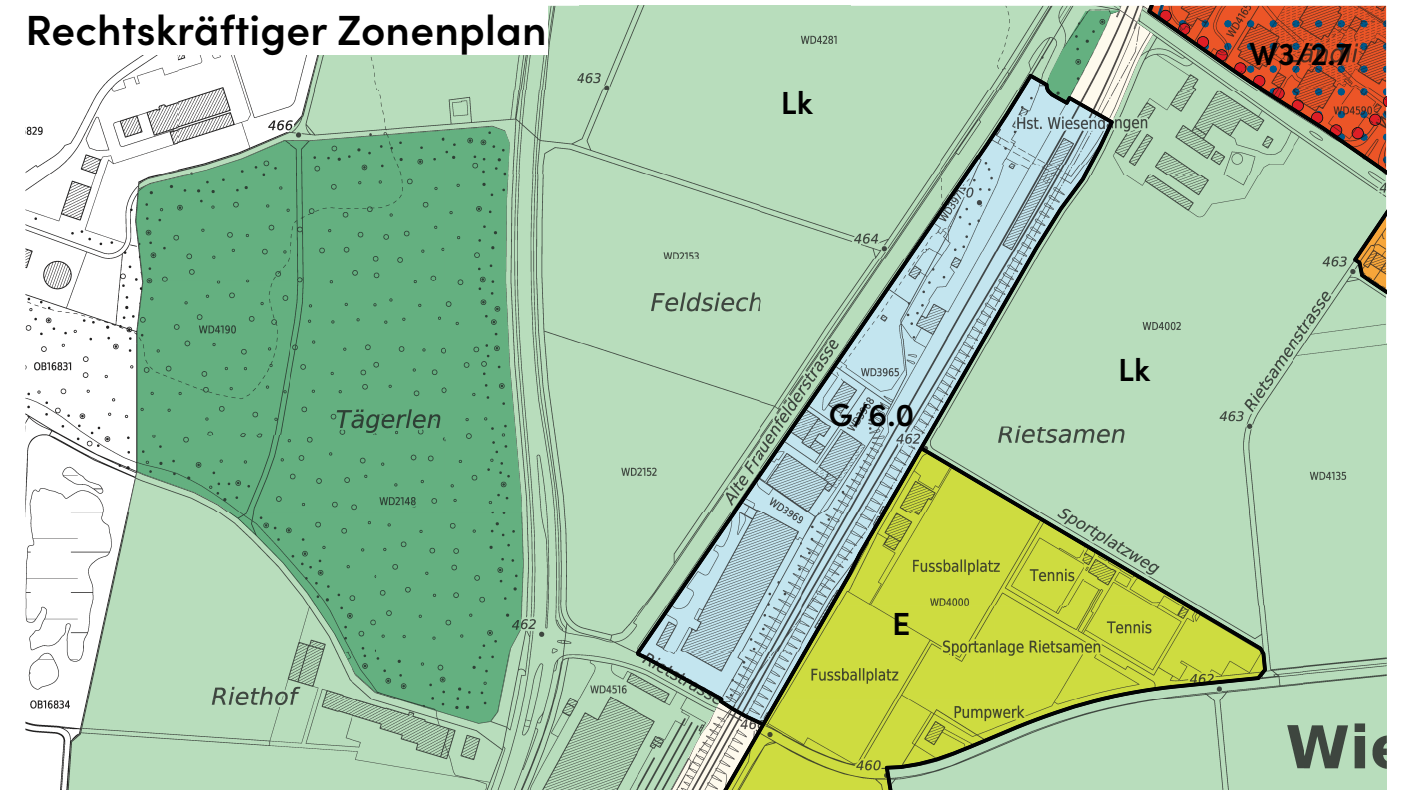 Rechtskräftiger Zonenplan
WD4281
W3/2.7
463
Lk
WD4590
466
Hst. Wiesendangen
829
464
463
WD2153
Feldsiech
WD4190
WD4002
OB16831
WD3965
Lk
Rietsamenstrasse
Alte Frauenfelderstrasse
Tägerlen
G/6.0
463
462
Rietsamen
WD2152
WD4135
WD2148
WD3969
Sportplatzweg
Fussballplatz
Tennis
WD4000
462
E
Tennis
Sportanlage Rietsamen
Rietstrasse
Fussballplatz
462
Riethof
WD4516
OB16834
Pumpwerk
46
Wie
460